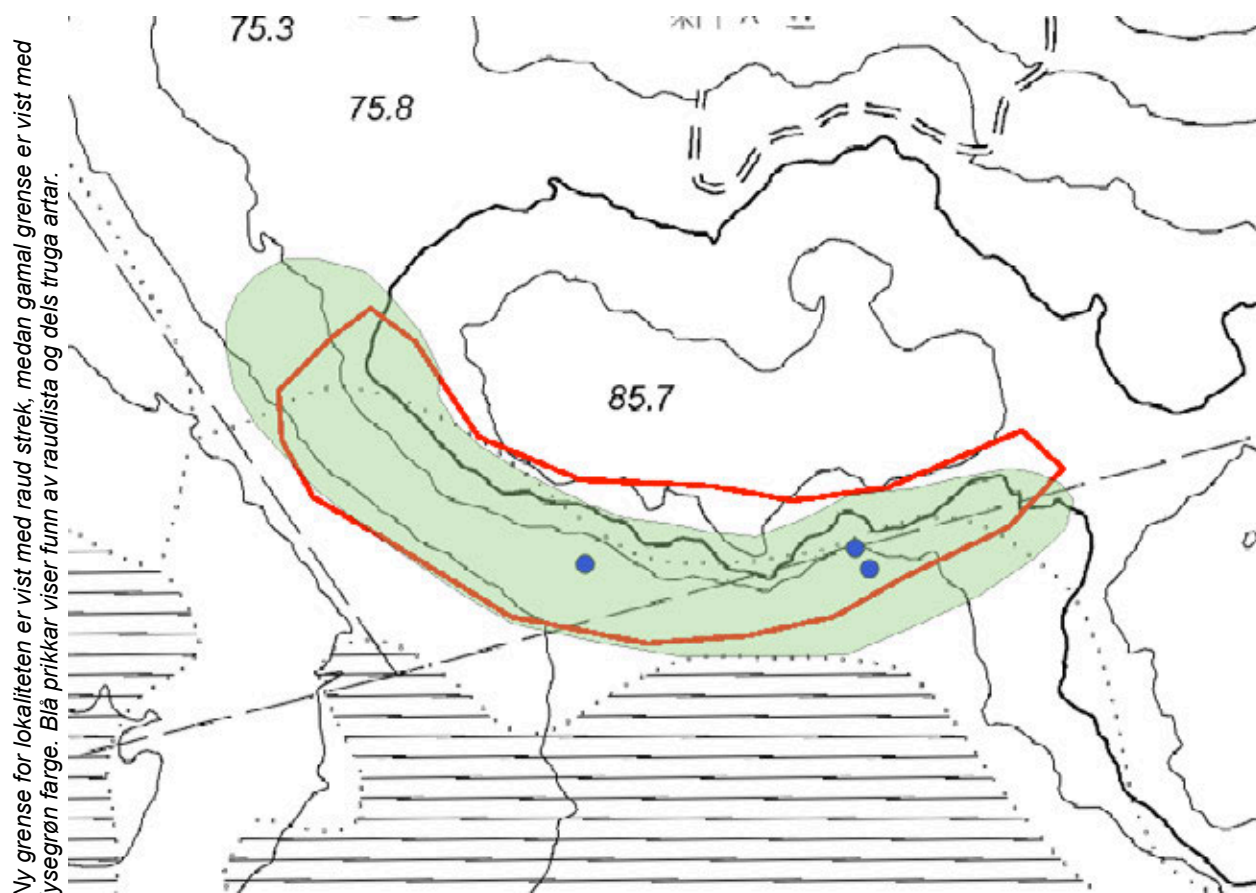 Ny grense for lokaliteten er vist med raud strek, medan gamal grense er vist med
ysegrøn farge. Blå prikkar viser funn av raudlista og dels truga artar.
75.3
75.8
85.7